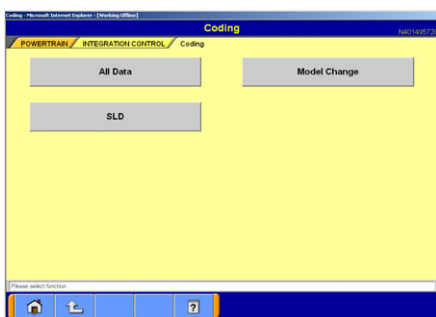 Coding - Microsoft Internet Explorer - [Working Offline]
Coding
N401495720
POWERTRAIN INTEGRATION CONTROL Coding
All Data Model Change
SLD
Please select function.
?